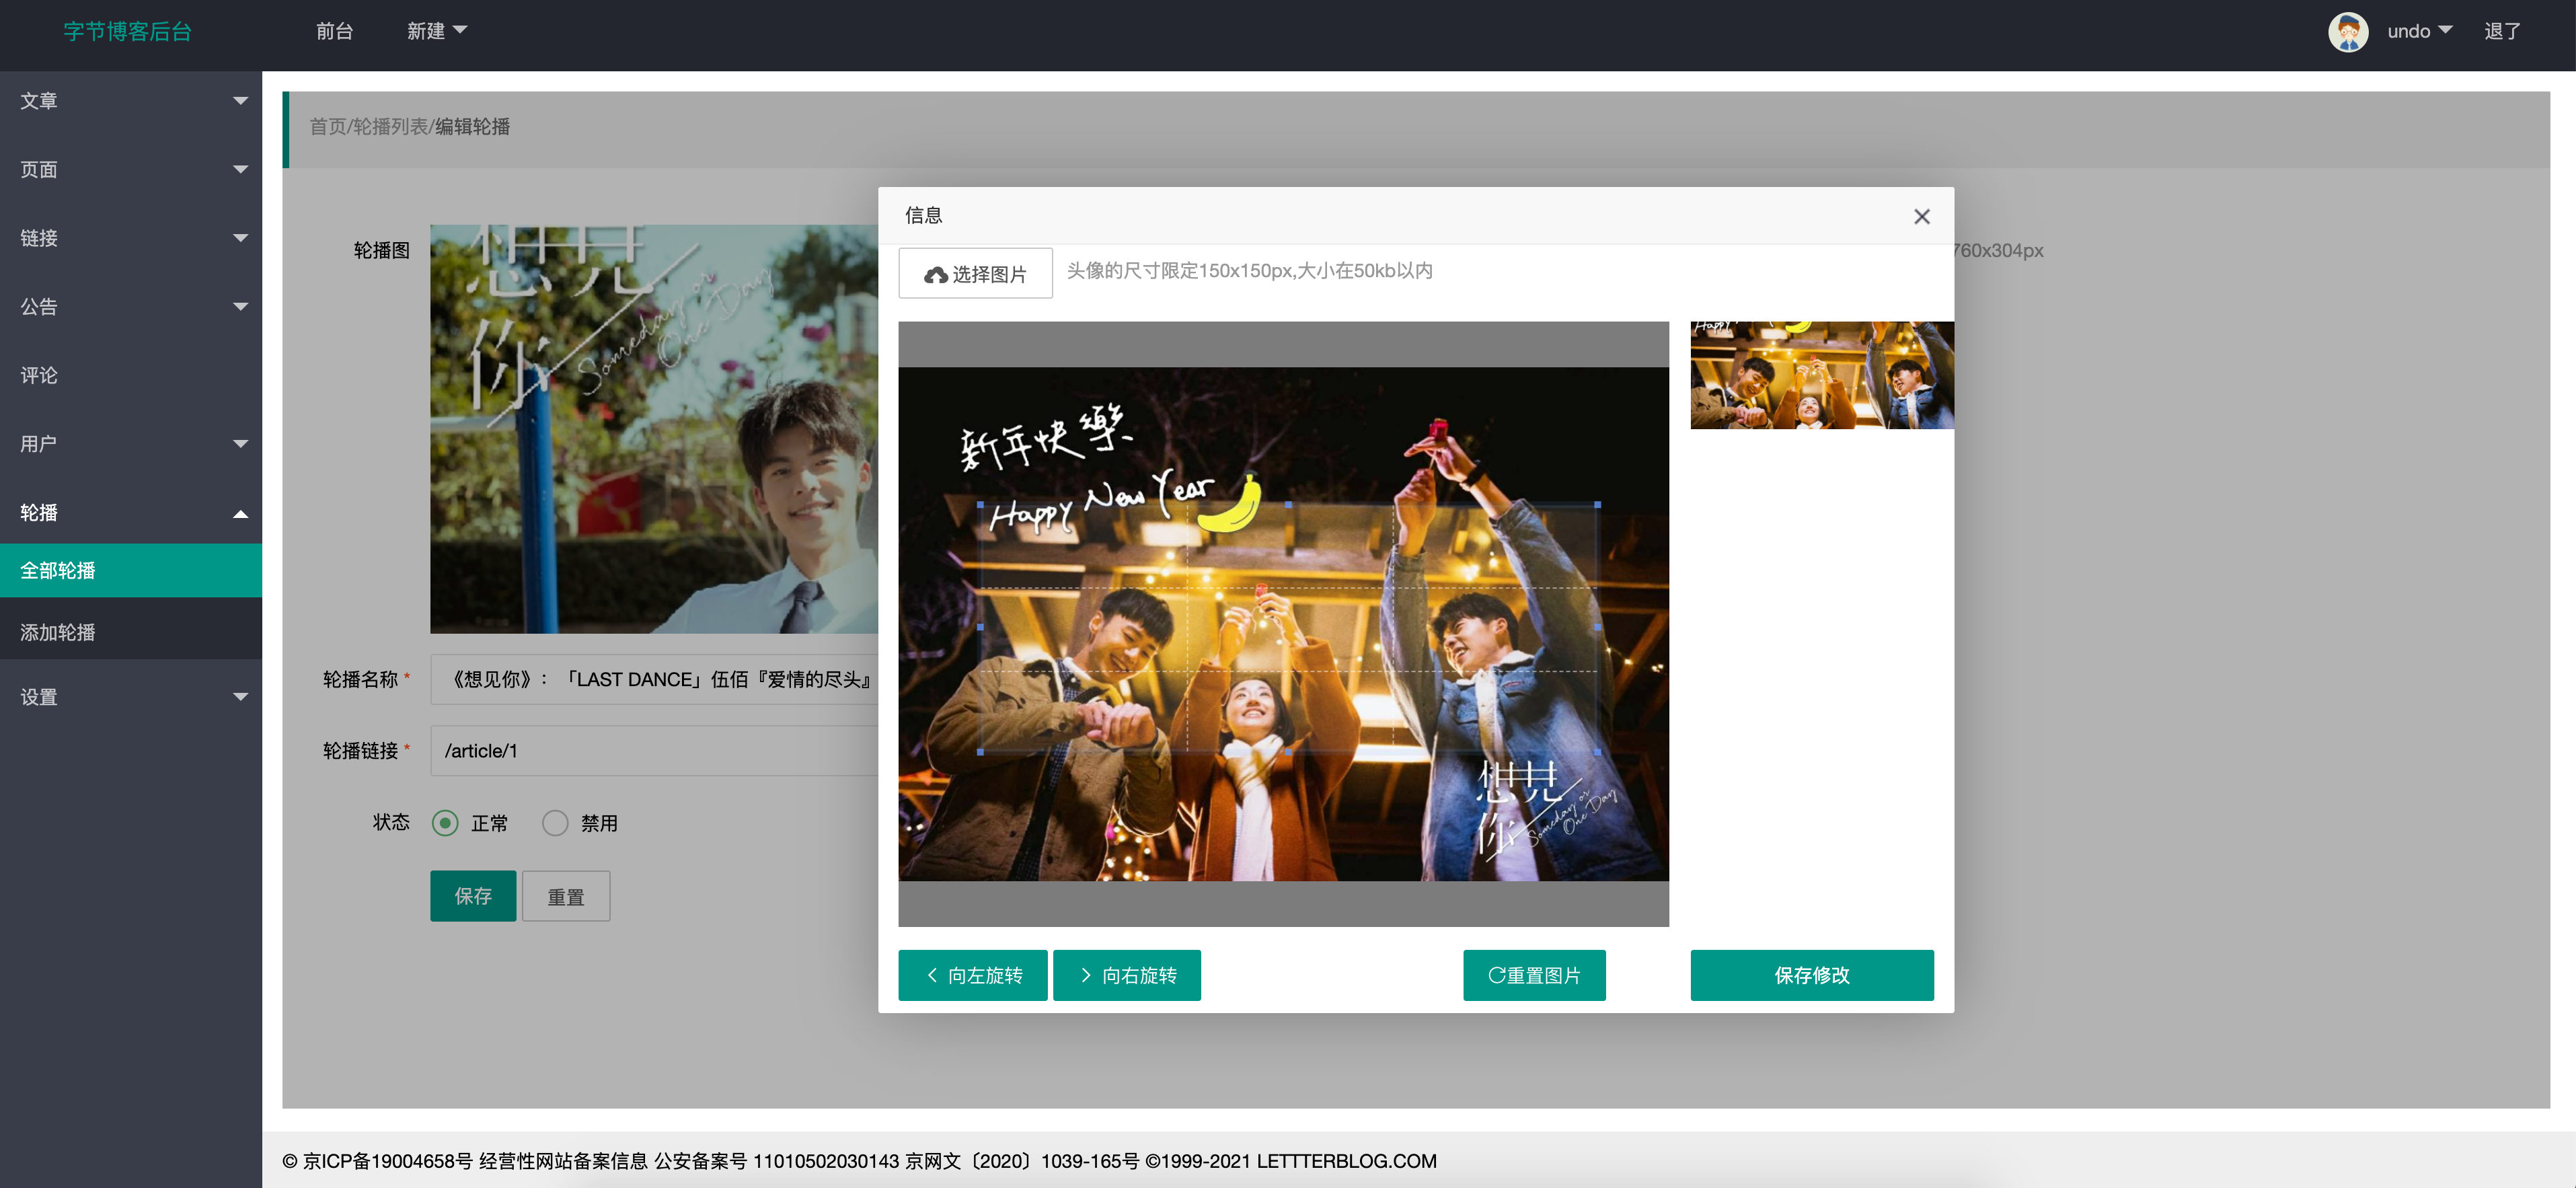 字节博客后台
前台
新建
undo
退了
文章
页面
链接
公告
评论
用户
轮播
全部轮播
添加轮播
设置
首页/轮播列表/编辑轮播
轮播图
想見
你
Someday or
One Day
760x304px
轮播名称 *
《想见你》:「LAST DANCE」伍佰『爱情的尽头』
轮播链接 *
/article/1
状态
正常
禁用
保存
重置
信息
选择图片
头像的尺寸限定150x150px,大小在50kb以内
新年快樂
Happy New Year
想見
你
Someday or
One Day
Happy
向左旋转
向右旋转
重置图片
保存修改
© 京ICP备19004658号 经营性网站备案信息 公安备案号 11010502030143 京网文〔2020〕1039-165号 ©1999-2021 LETTTERBLOG.COM